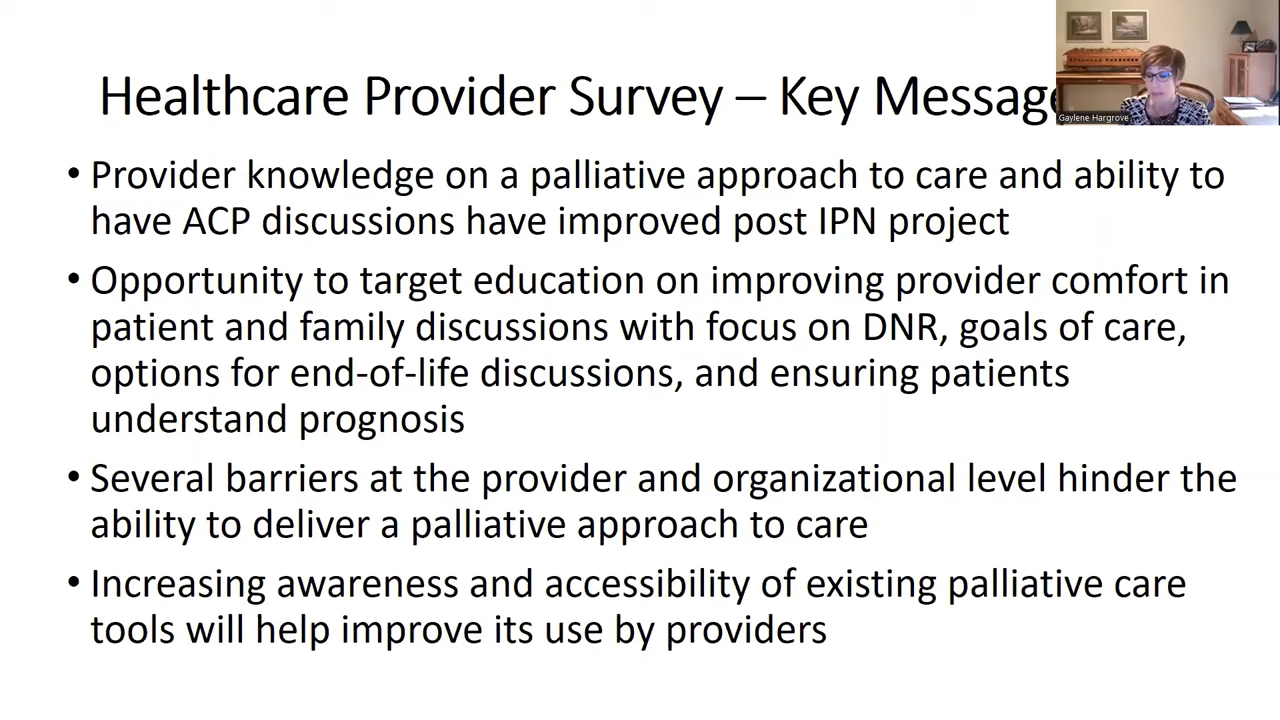 Healthcare Provider Survey – Key Message
Gaylene Hargrove
• Provider knowledge on a palliative approach to care and ability to
have ACP discussions have improved post IPN project
• Opportunity to target education on improving provider comfort in
patient and family discussions with focus on DNR, goals of care,
options for end-of-life discussions, and ensuring patients
understand prognosis
• Several barriers at the provider and organizational level hinder the
ability to deliver a palliative approach to care
• Increasing awareness and accessibility of existing palliative care
tools will help improve its use by providers